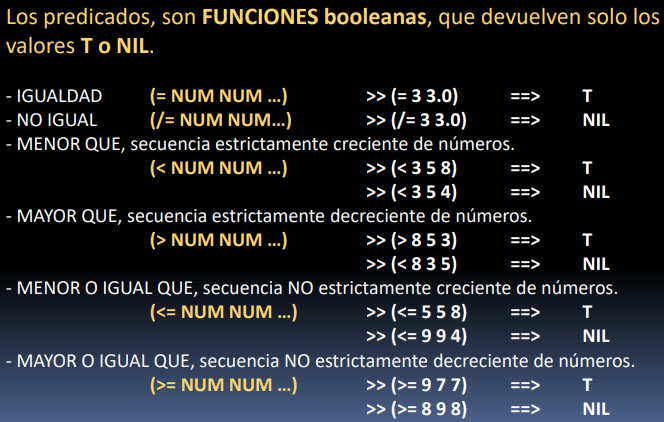 Los predicados, son FUNCIONES booleanas, que devuelven solo los
valores T o NIL.
- IGUALDAD (= NUM NUM …) >> (= 3 3.0) ==> T
- NO IGUAL (/= NUM NUM…) >> (/= 3 3.0) ==> NIL
- MENOR QUE, secuencia estrictamente creciente de números.
(< NUM NUM …) >> (< 3 5 8) ==> T
>> (< 3 5 4) ==> NIL
- MAYOR QUE, secuencia estrictamente decreciente de números.
(> NUM NUM …) >> (> 8 5 3) ==> T
>> (< 8 3 5) ==> NIL
- MENOR O IGUAL QUE, secuencia NO estrictamente creciente de números.
(<= NUM NUM …) >> (<= 5 5 8) ==> T
>> (<= 9 9 4) ==> NIL
- MAYOR O IGUAL QUE, secuencia NO estrictamente decreciente de números.
(>= NUM NUM …) >> (>= 9 7 7) ==> T
>> (>= 8 9 8) ==> NIL